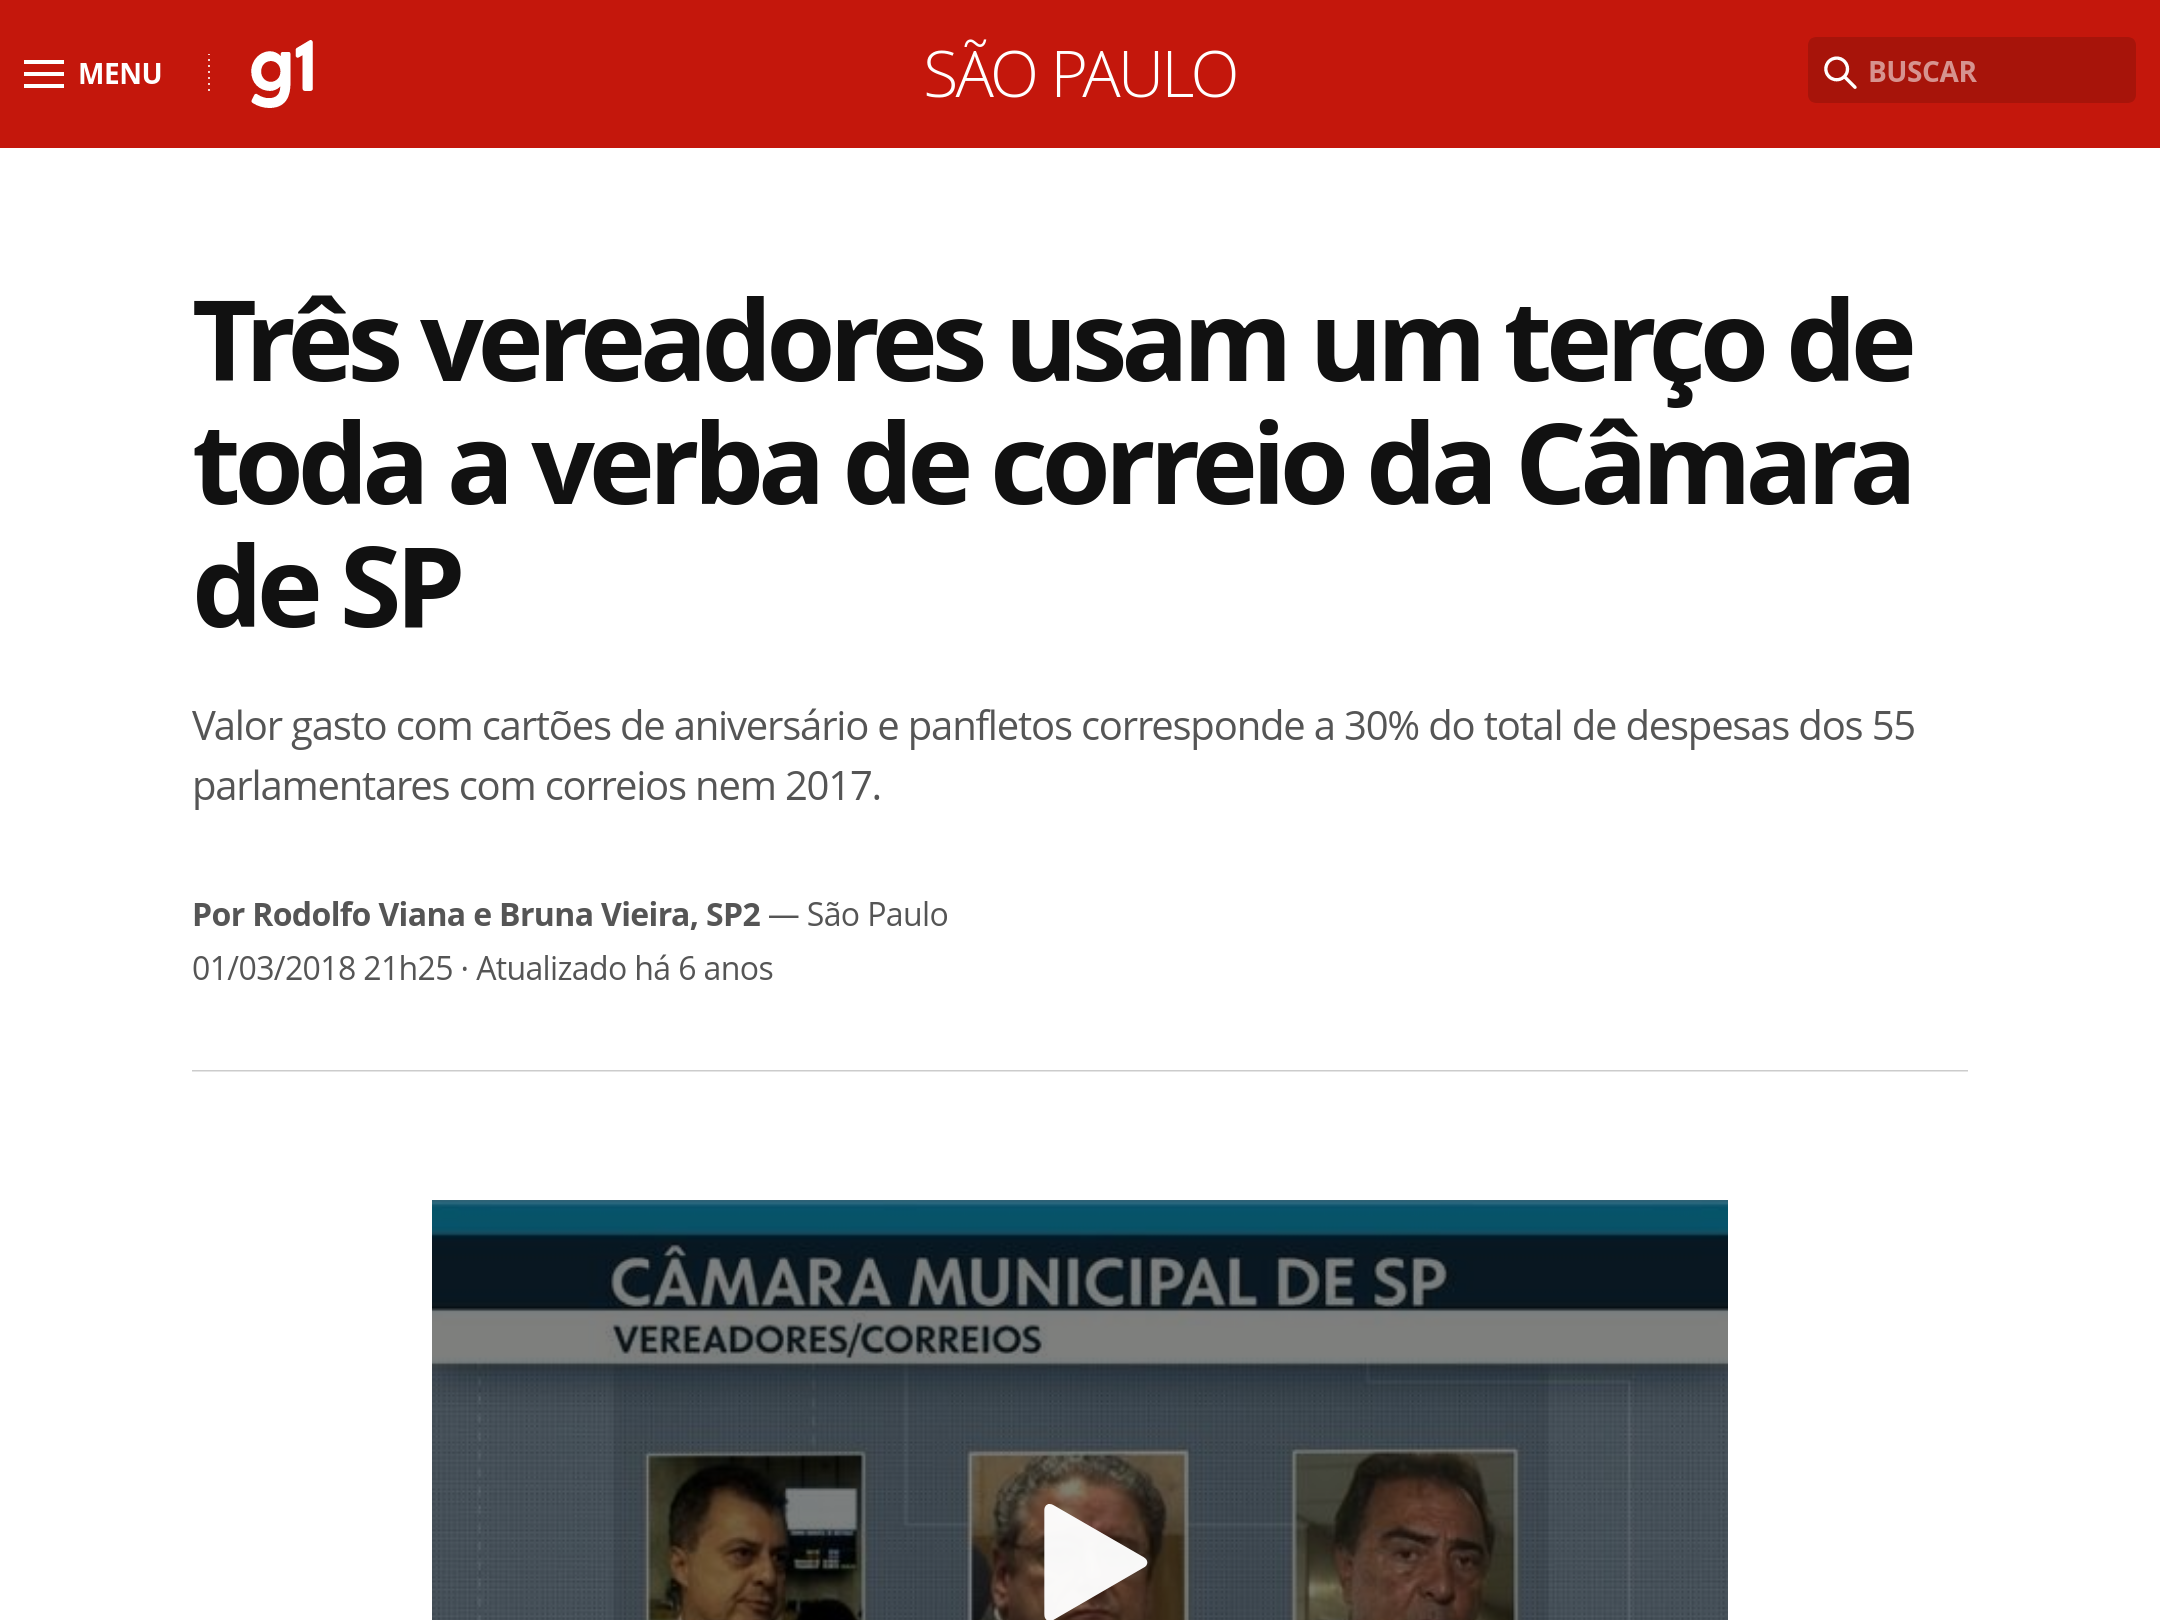 MENU
g1
SÃO PAULO
BUSCAR
Três vereadores usam um terço de
toda a verba de correio da Câmara
de SP
Valor gasto com cartões de aniversário e panfletos corresponde a 30% do total de despesas dos 55
parlamentares com correios nem 2017.
Por Rodolfo Viana e Bruna Vieira, SP2 — São Paulo
01/03/2018 21h25 · Atualizado há 6 anos
CÂMARA MUNICIPAL DE SP
VEREADORES/CORREIOS